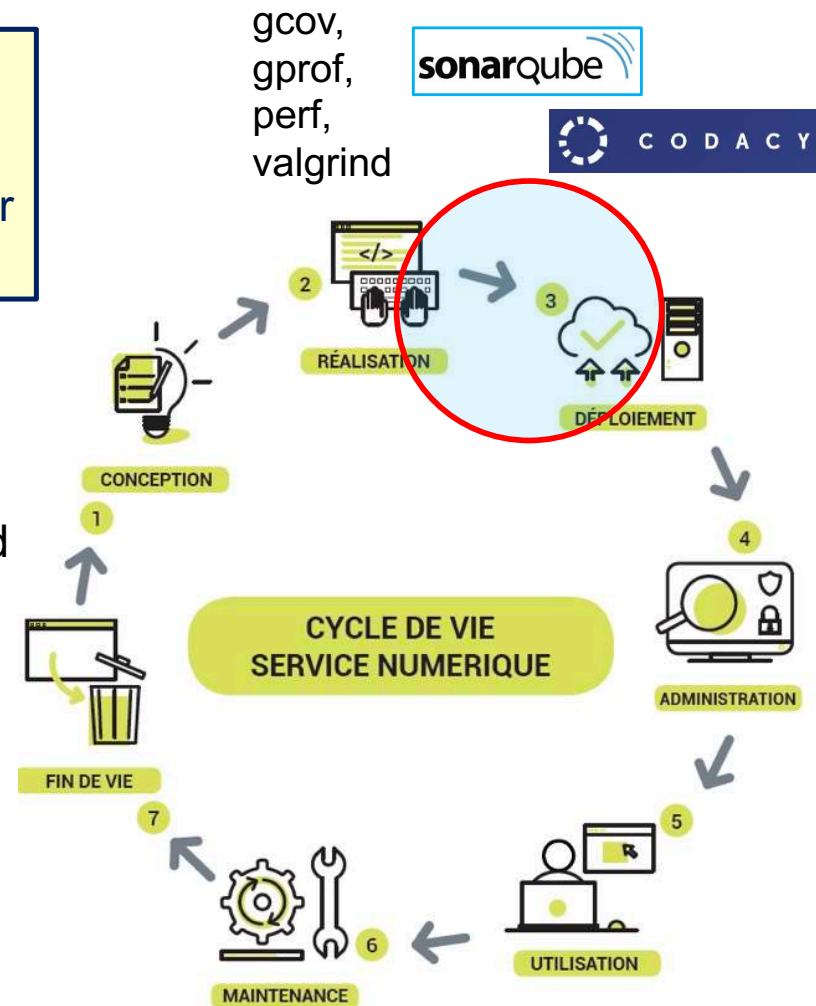 gcov,
gprof,
perf,
valgrind
sonarqube
CODACY
r
2
</>
RÉALISATION
3
DÉPLOIEMENT
CONCEPTION
1
d
4
CYCLE DE VIE
SERVICE NUMERIQUE
ADMINISTRATION
FIN DE VIE
7
5
6
UTILISATION
MAINTENANCE